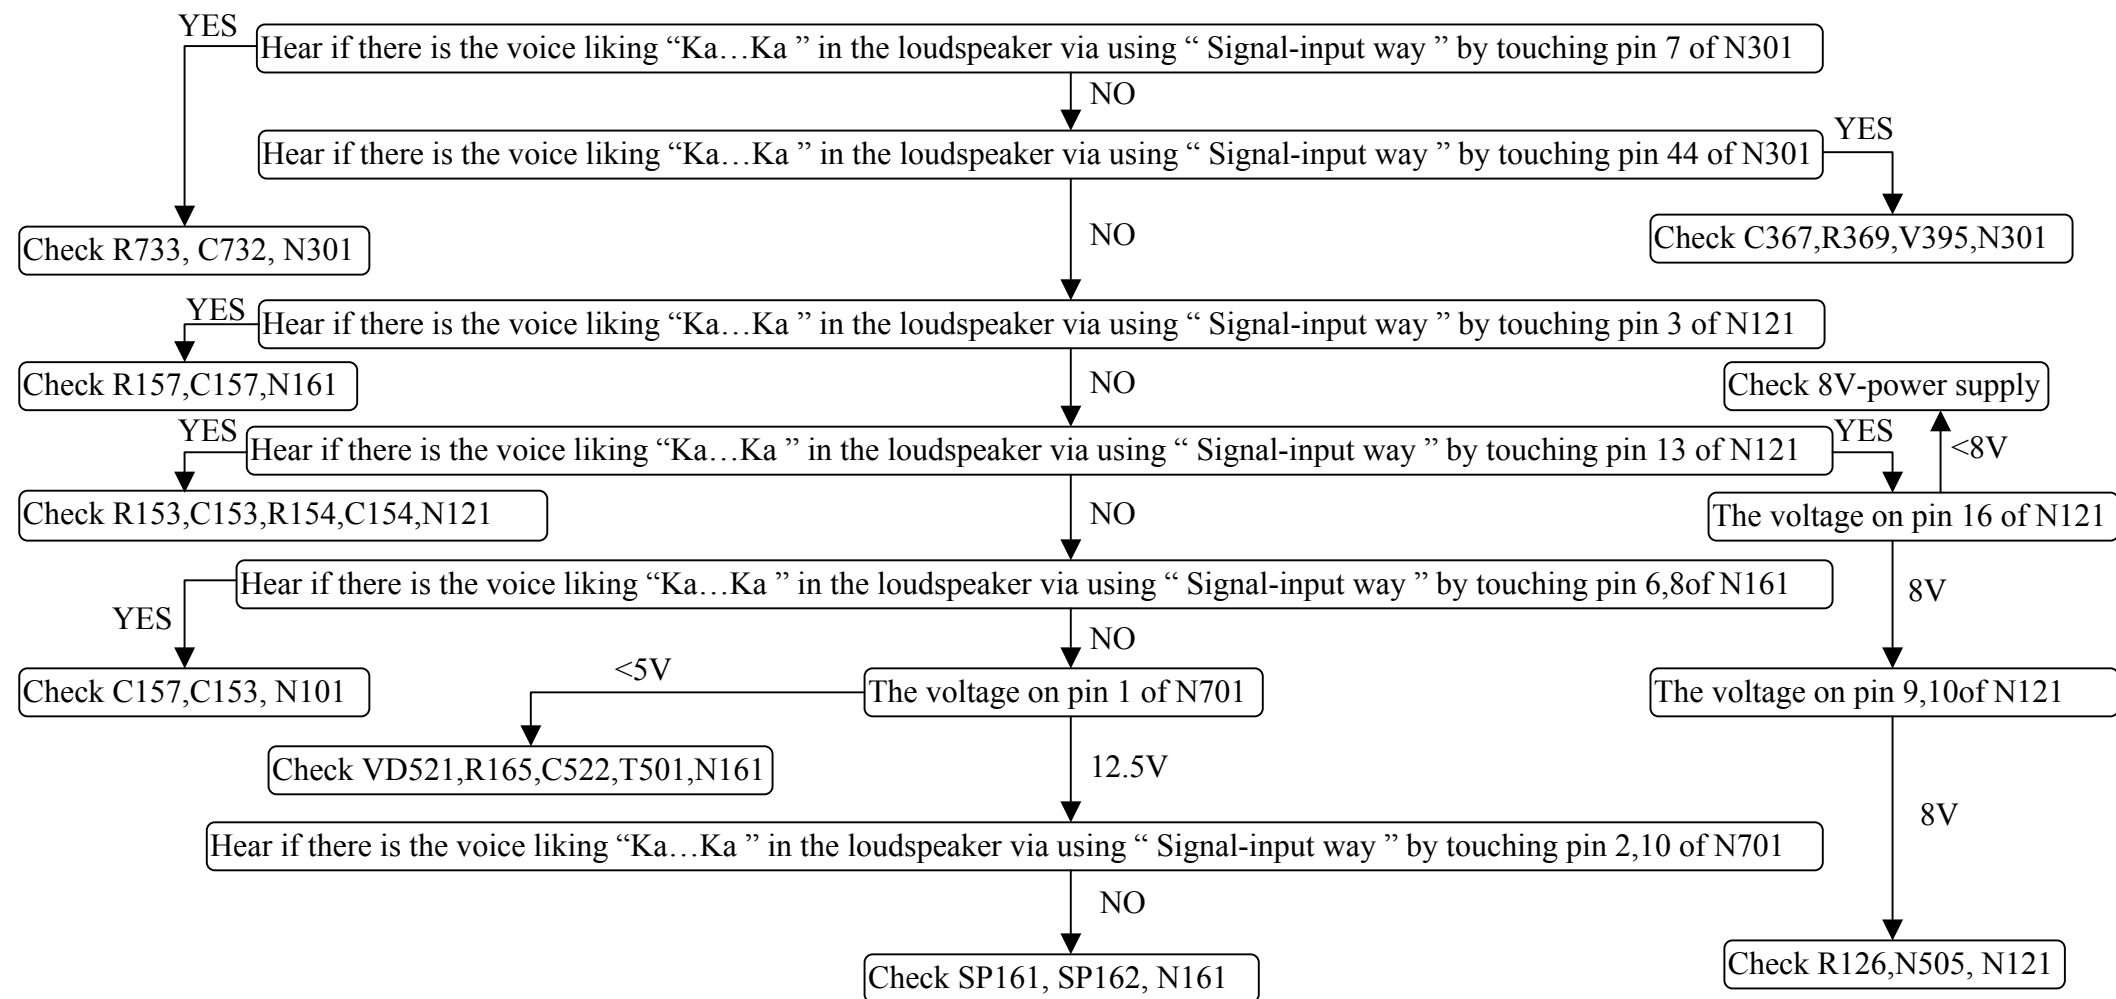 YES
Hear if there is the voice liking “Ka…Ka ” in the loudspeaker via using “ Signal-input way ” by touching pin 7 of N301
NO
YES
Hear if there is the voice liking “Ka…Ka ” in the loudspeaker via using “ Signal-input way ” by touching pin 44 of N301
NO
Check R733, C732, N301
Check C367,R369,V395,N301
YES
Hear if there is the voice liking “Ka…Ka ” in the loudspeaker via using “ Signal-input way ” by touching pin 3 of N121
Check R157,C157,N161
NO
Check 8V-power supply
YES
Hear if there is the voice liking “Ka…Ka ” in the loudspeaker via using “ Signal-input way ” by touching pin 13 of N121
YES
<8V
Check R153,C153,R154,C154,N121
NO
The voltage on pin 16 of N121
Hear if there is the voice liking “Ka…Ka ” in the loudspeaker via using “ Signal-input way ” by touching pin 6,8of N161
8V
YES
NO
<5V
Check C157,C153, N101
The voltage on pin 1 of N701
The voltage on pin 9,10of N121
Check VD521,R165,C522,T501,N161
12.5V
8V
Hear if there is the voice liking “Ka…Ka ” in the loudspeaker via using “ Signal-input way ” by touching pin 2,10 of N701
NO
Check SP161, SP162, N161
Check R126,N505, N121